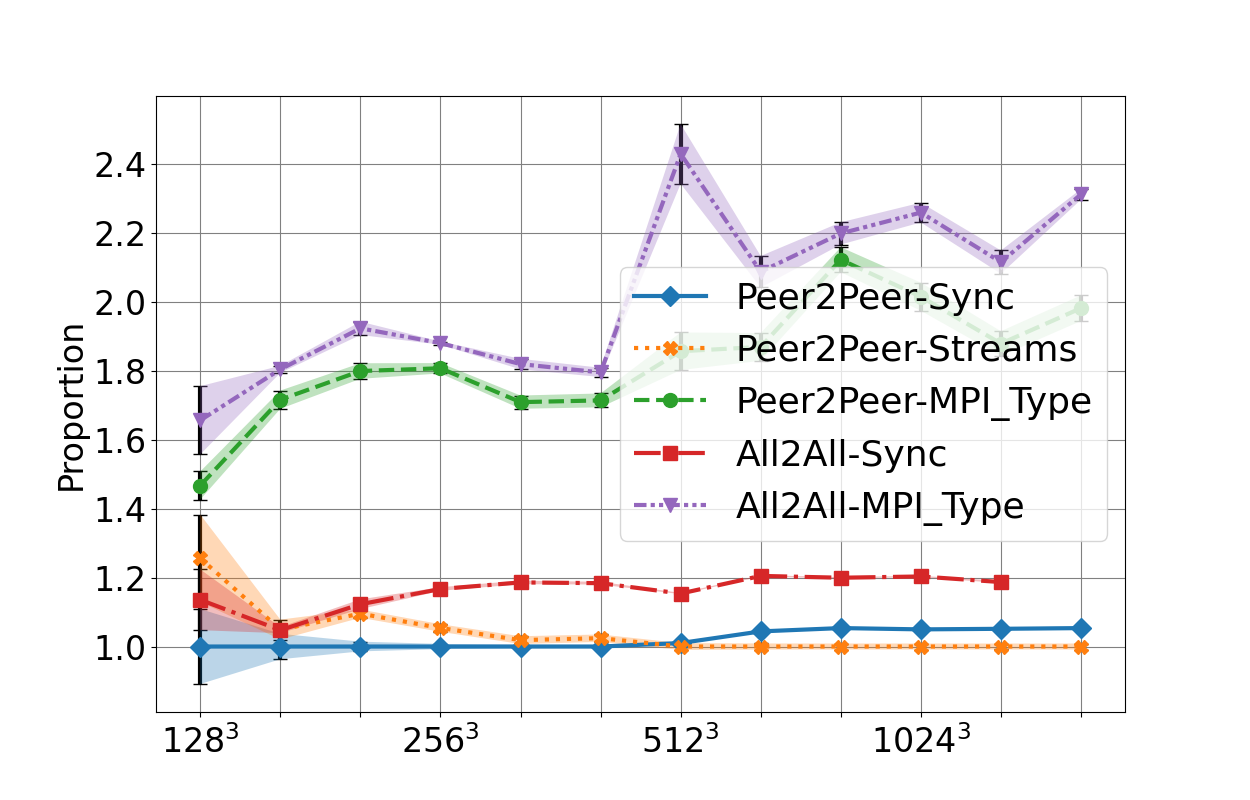 Proportion
2.4
2.2
2.0
1.8
1.6
1.4
1.2
1.0
128³
256³
512³
1024³
Peer2Peer-Sync
Peer2Peer-Streams
Peer2Peer-MPI_Type
All2All-Sync
All2All-MPI_Type